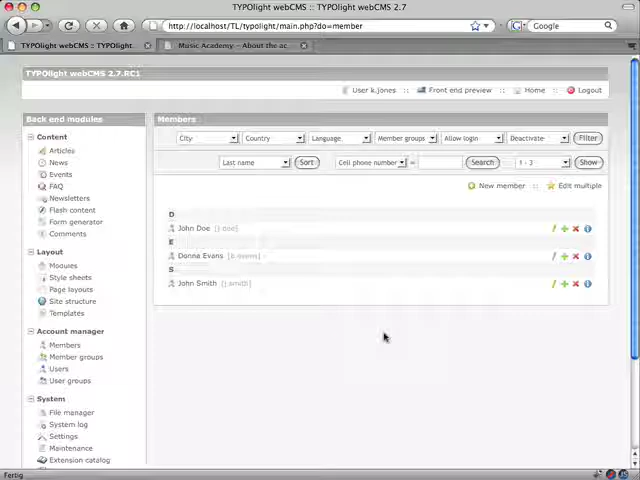 TYPOlight webCMS :: TYPOlight webCMS 2.7
http://localhost/TL/typolight/main.php?do=member
Google
TYPOlight webCMS :: TYPOlight...
Music Academy - About the ac...
TYPOlight webCMS 2.7.RC1
User k.jones :: Front end preview :: Home Logout
Back end modules
Content
Articles
News
Events
FAQ
Newsletters
Flash content
Form generator
Comments
Layout
Modules
Style sheets
Page layouts
Site structure
Templates
Account manager
Members
Member groups
Users
User groups
System
File manager
System log
Settings
Maintenance
Extension catalog
Members
City Country Language Member groups Allow login Deactivate Filter
Last name Sort Cell phone number = Search 1 - 3 Show
New member :: Edit multiple
D
John Doe [j.doe]
E
Donna Evans
S
John Smith [j.smith]
Fertig